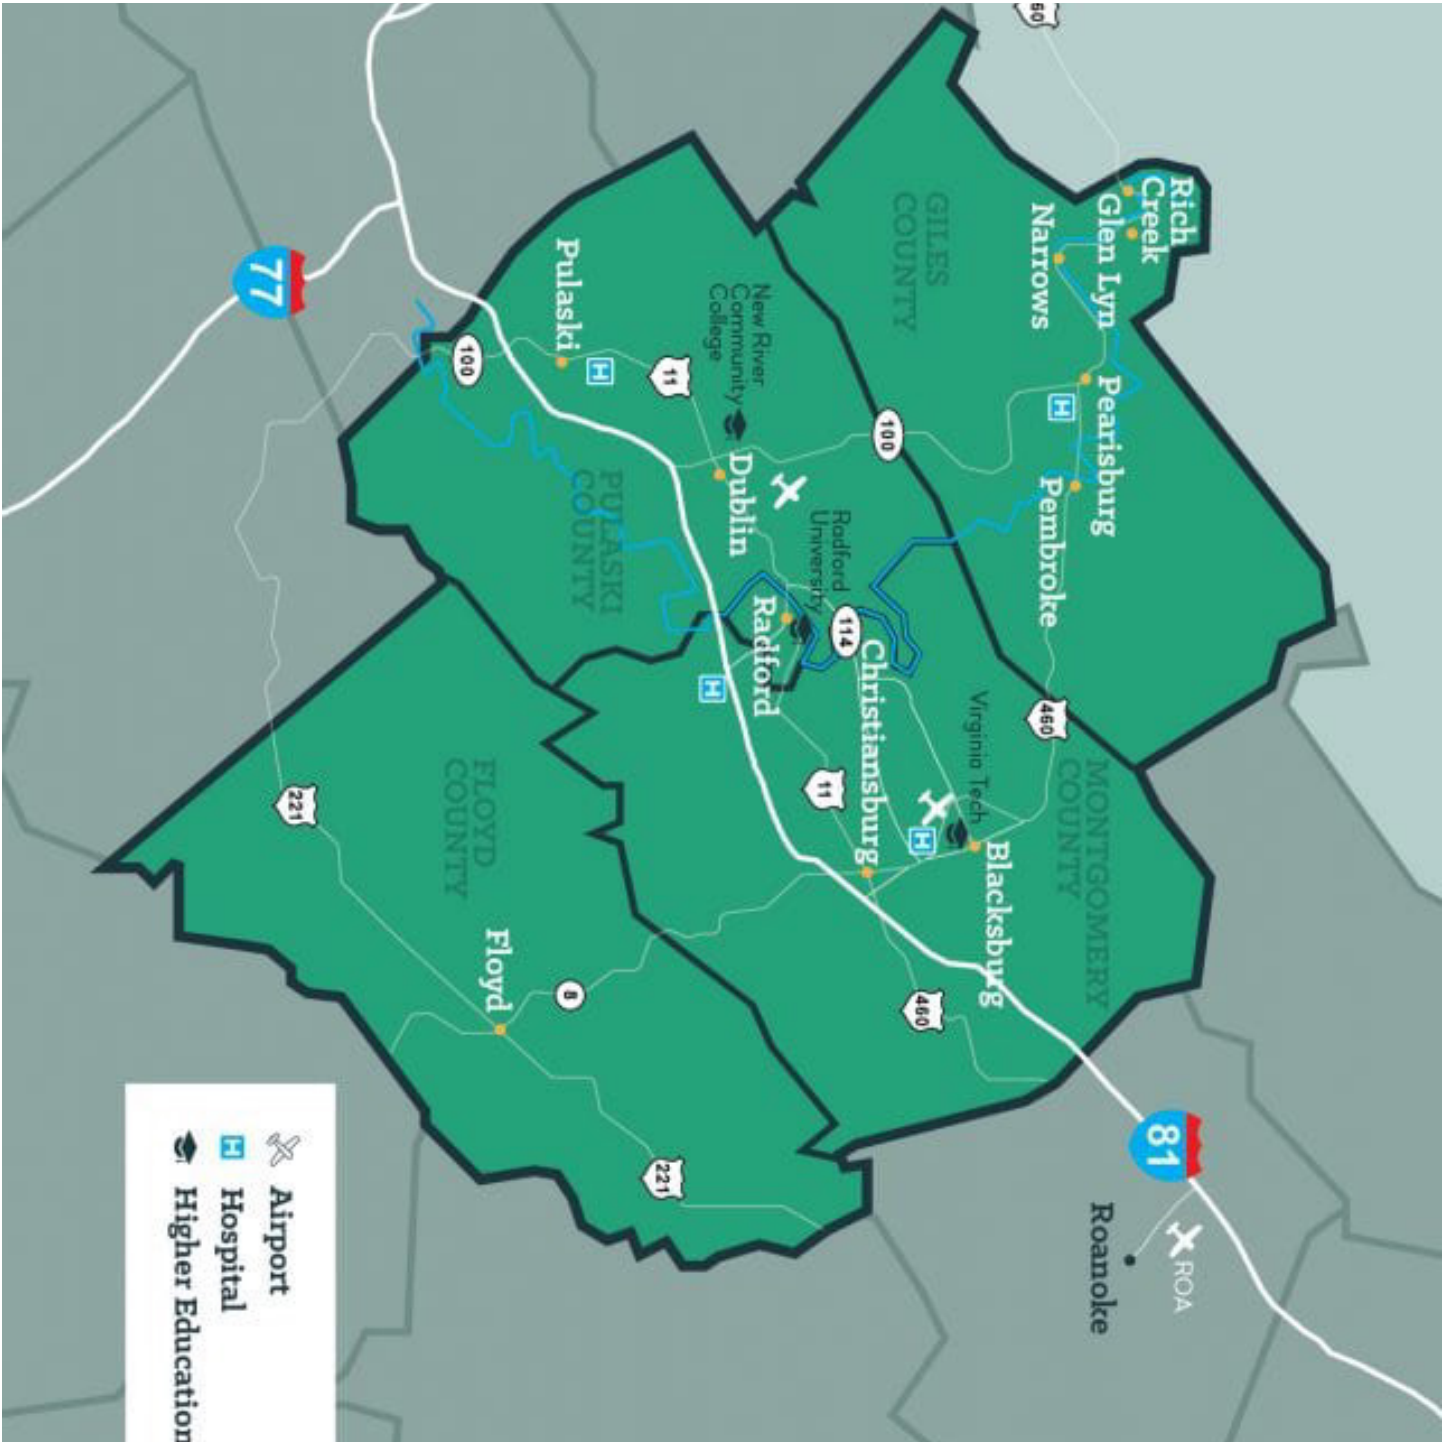 Rich
Creek
81
ROA
Glen Lyn
Pearisburg
MONTGOMERY
COUNTY
Roanoke
H
Pembroke
460
Narrows
60
Blacksburg
Virginia Tech
GILES
COUNTY
460
H
100
Christiansburg
114
Radford
University
11
Radford
New River
Community
College
Dublin
H
11
221
PULASKI
COUNTY
H
Pulaski
8
Floyd
FLOYD
COUNTY
100
221
77
Airport
H Hospital
Higher Education